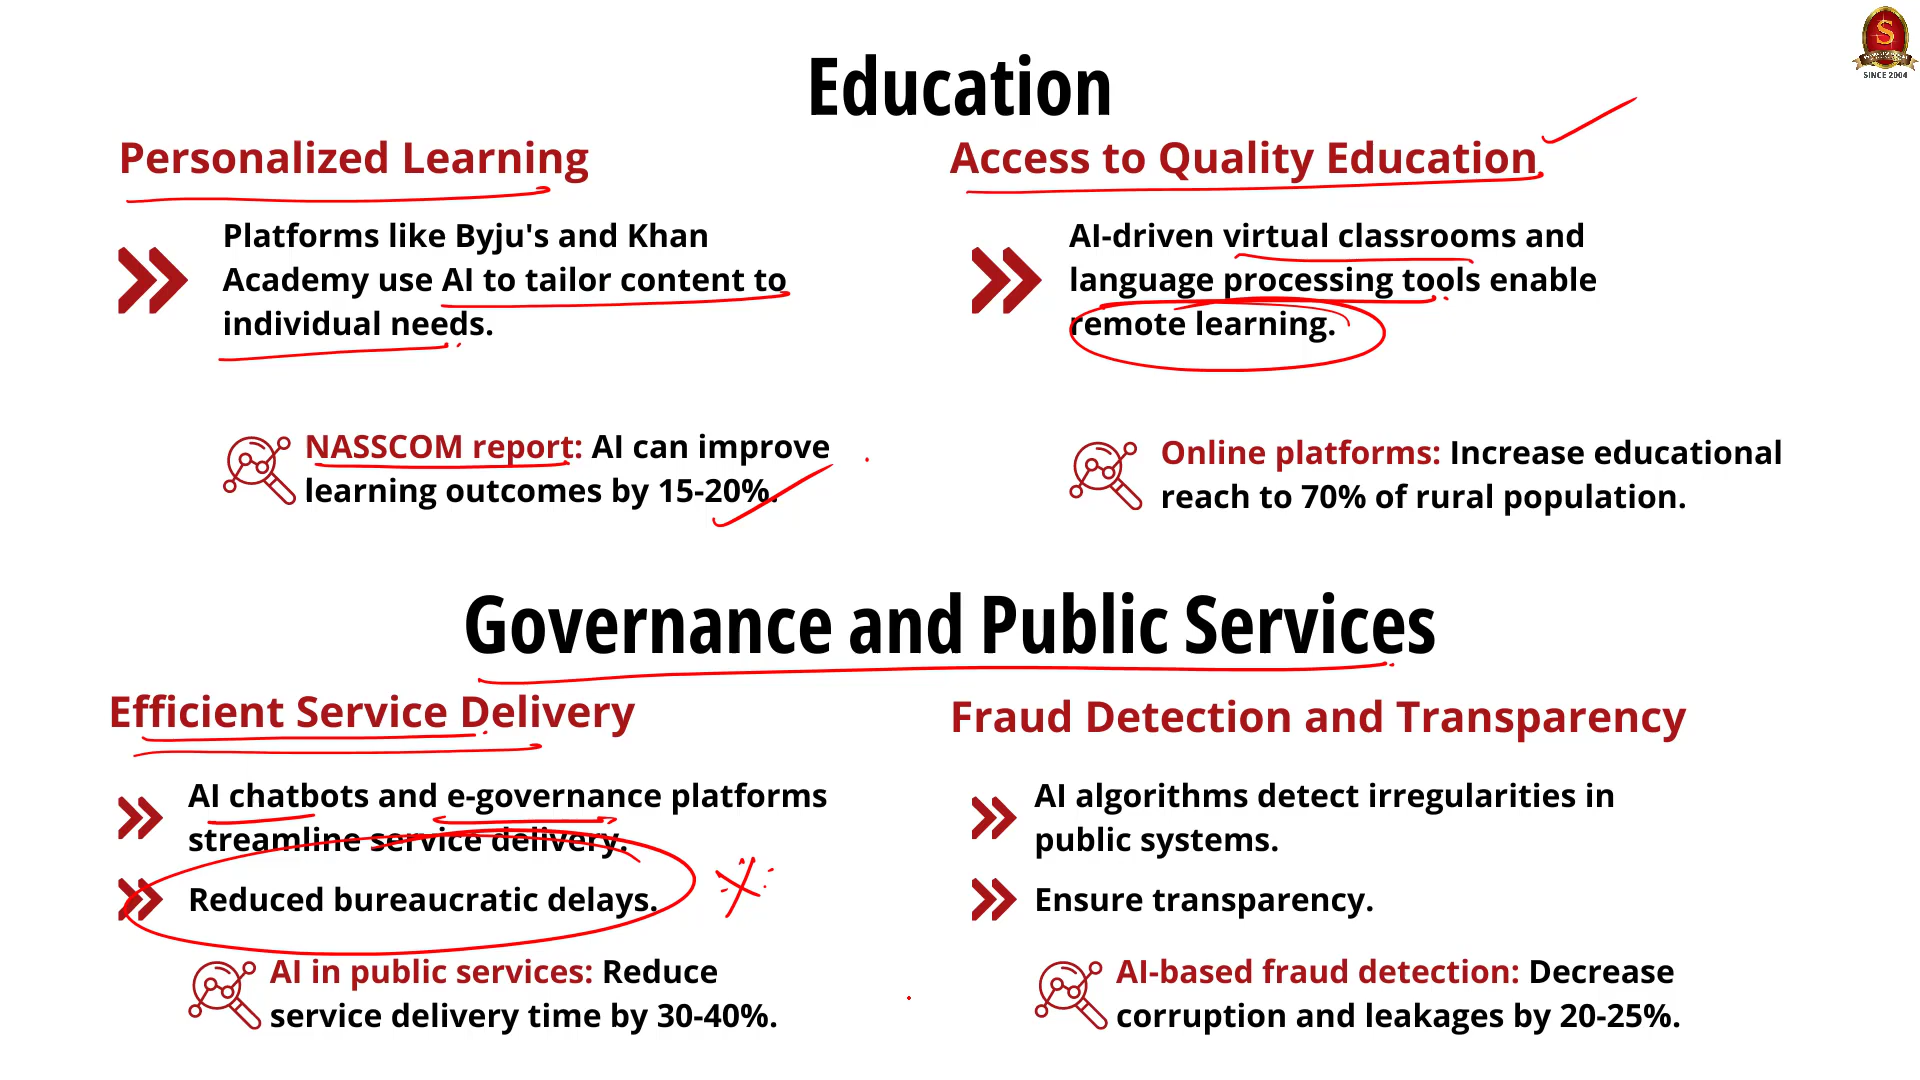 S
SINCE 2004
Education
Personalized Learning
Platforms like Byju's and Khan
Academy use AI to tailor content to
individual needs.
NASSCOM report: AI can improve
learning outcomes by 15-20%.
Access to Quality Education
AI-driven virtual classrooms and
language processing tools enable
remote learning.
Online platforms: Increase educational
reach to 70% of rural population.
Governance and Public Services
Efficient Service Delivery
AI chatbots and e-governance platforms
streamline service delivery.
Reduced bureaucratic delays.
AI in public services: Reduce
service delivery time by 30-40%.
Fraud Detection and Transparency
AI algorithms detect irregularities in
public systems.
Ensure transparency.
AI-based fraud detection: Decrease
corruption and leakages by 20-25%.